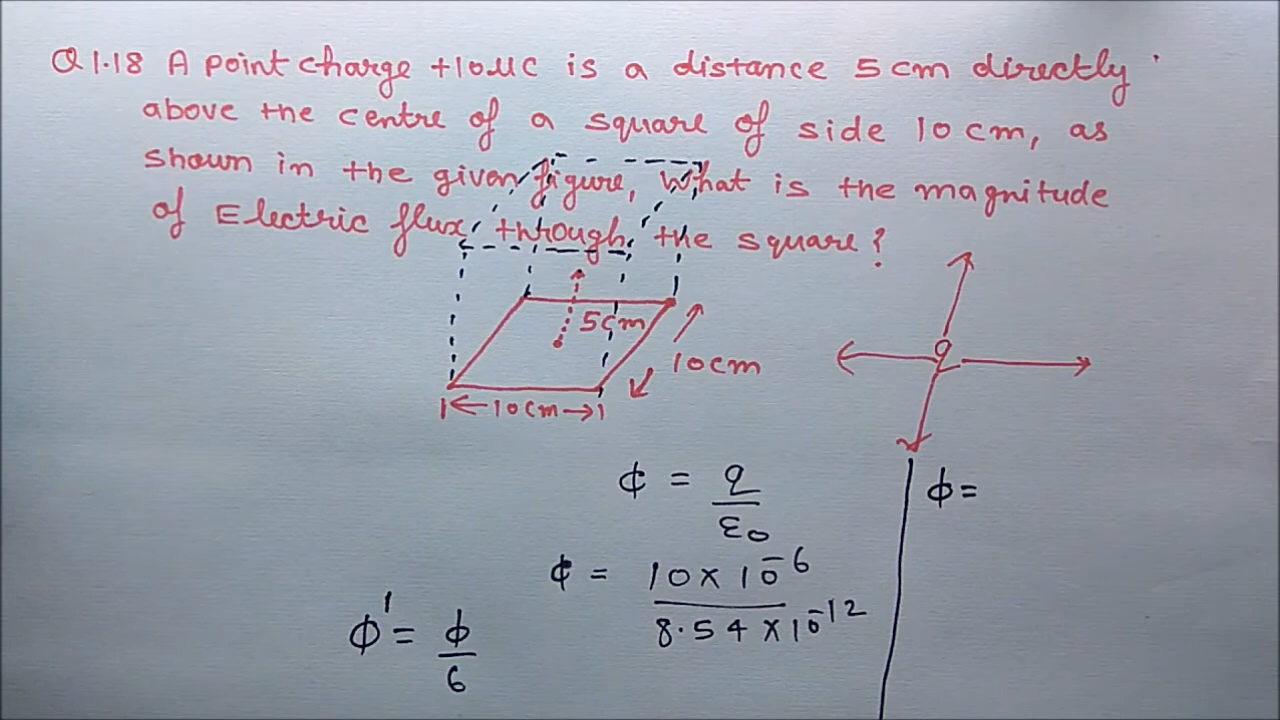 Q 1.18 A point charge +10μC is a distance 5 cm directly
above the centre of a square of side 10 cm, as
shown in the given figure, What is the magnitude
of Electric flux through the square?
5cm
10cm
10cm
q
ϕ = q/ε₀
ϕ =
ϕ = 10×10⁻⁶/8.54×10⁻¹²
ϕ' = ϕ/6